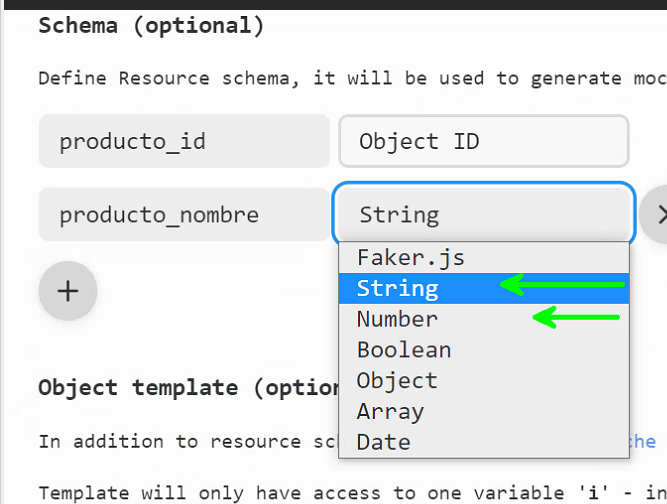 Schema (optional)
Define Resource schema, it will be used to generate moc
producto_id
Object ID
producto_nombre
String
Faker.js
String
Number
Boolean
Object
Array
Date
Object template (option
In addition to resource sc
che
Template will only have access to one variable 'i' - in